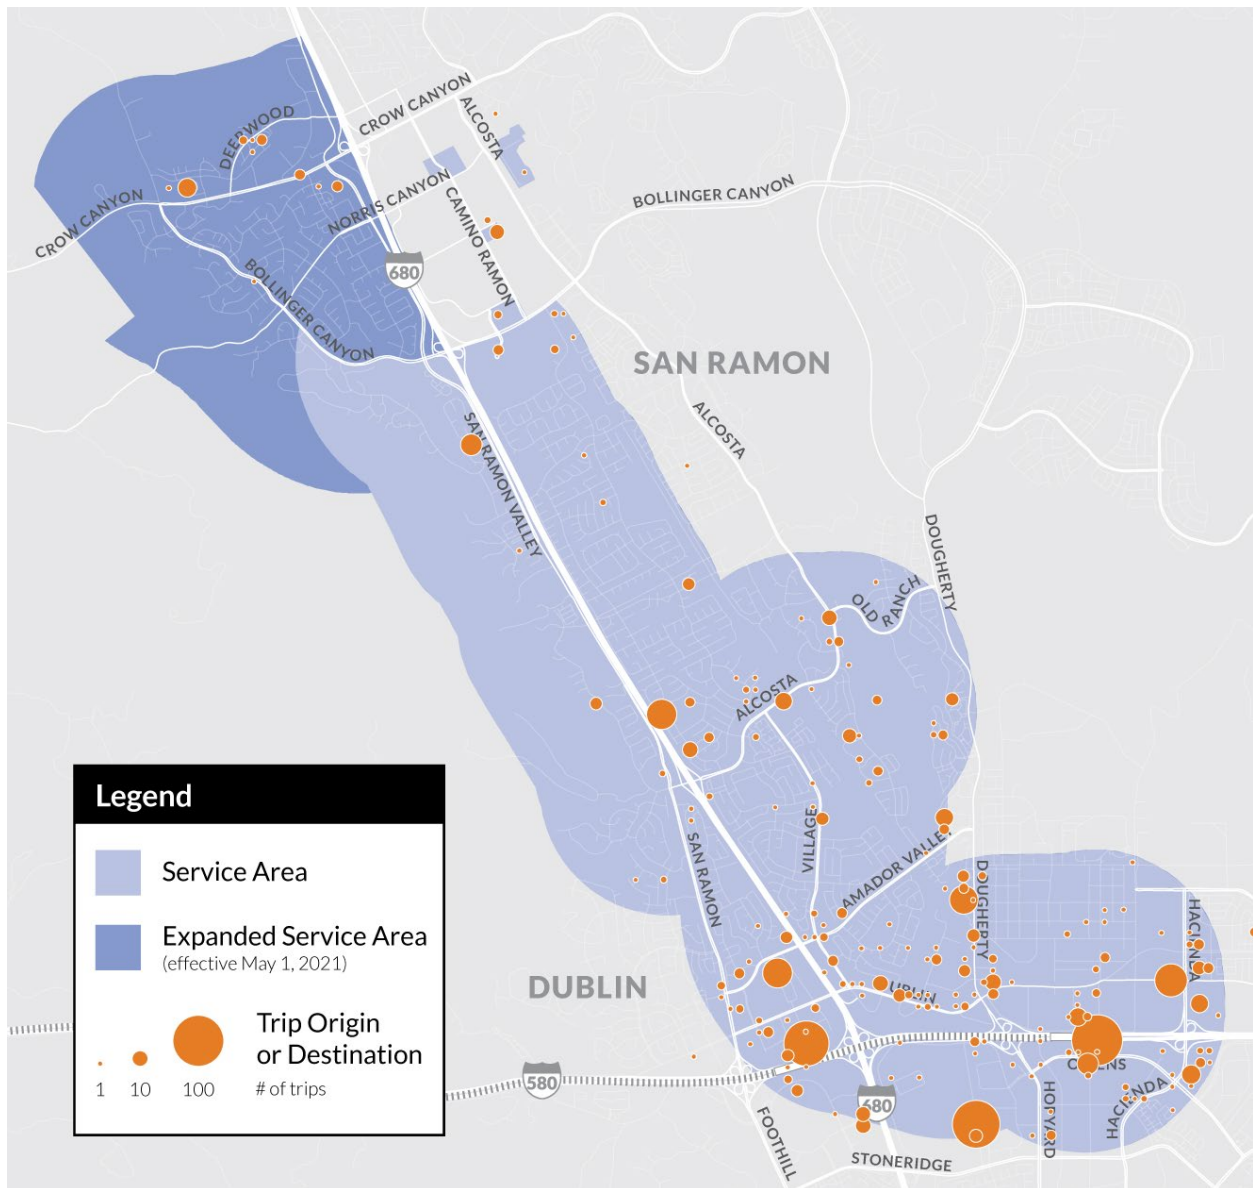 CROW CANYON
DEERWOOD
ALCOSTA
NORRIS CANYON
BOLLINGER CANYON
CAMINO RAMON
CROW CANYON
680
BOLLINGER CANYON
SAN RAMON
ALCOSTA
SAN RAMON VALLEY
DOUGHERTY
OLD RANCH
ALCOSTA
VILLAGE
SAN RAMON
AMADOR VALLEY
DOUGHERTY
HACIENDA
DUBLIN
580
680
HOPYARD
HACIENDA
FOOTHILL
STONERIDGE
Legend
Service Area
Expanded Service Area
(effective May 1, 2021)
Trip Origin
or Destination
1 10 100 # of trips